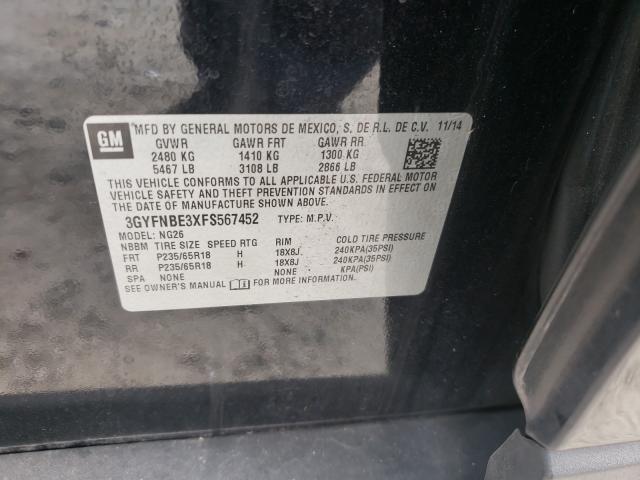 GM
MFD BY GENERAL MOTORS DE MEXICO, S. DE R.L. DE C.V. 11/14
GVWR GAWR FRT GAWR RR
2480 KG 1410 KG 1300 KG
5467 LB 3108 LB 2866 LB
THIS VEHICLE CONFORMS TO ALL APPLICABLE U.S. FEDERAL MOTOR
VEHICLE SAFETY AND THEFT PREVENTION STANDARDS IN EFFECT ON
THE DATE OF MANUFACTURE SHOWN ABOVE.
3GYFNBE3XFS567452 TYPE: M.P.V.
MODEL: NG26
NBBM TIRE SIZE SPEED RTG RIM COLD TIRE PRESSURE
FRT P235/65R18 H 18X8J 240KPA(35PSI)
RR P235/65R18 H 18X8J 240KPA(35PSI)
SPA NONE NONE KPA(PSI)
SEE OWNER'S MANUAL FOR MORE INFORMATION.